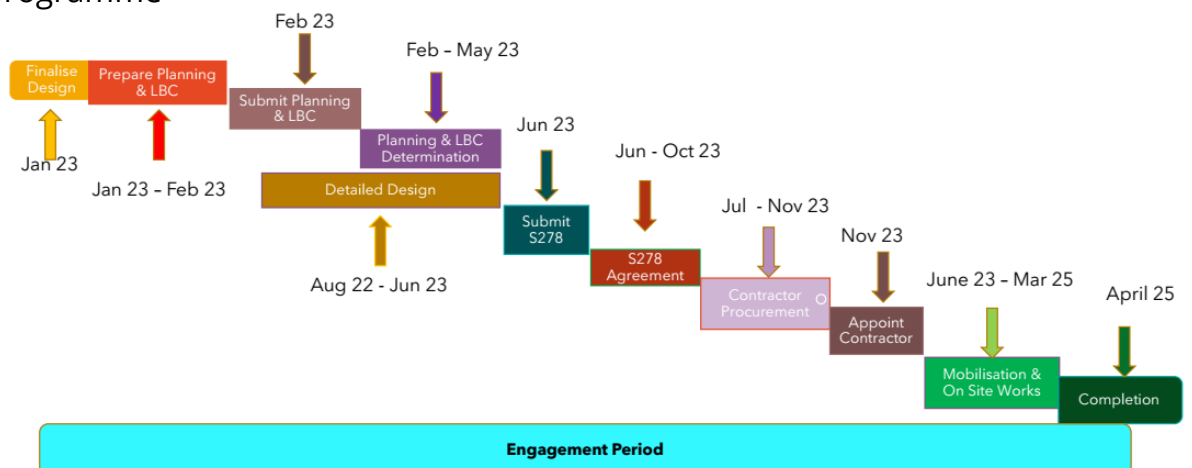 Feb 23
Feb – May 23
Finalise
Design
Prepare Planning
& LBC
Submit Planning
& LBC
Planning & LBC
Determination
Jun 23
Jan 23
Jan 23 – Feb 23
Detailed Design
Jun - Oct 23
Submit
S278
Jul - Nov 23
Aug 22 - Jun 23
S278
Agreement
Nov 23
June 23 – Mar 25
April 25
Contractor
Procurement
Appoint
Contractor
Mobilisation &
On Site Works
Completion
Engagement Period